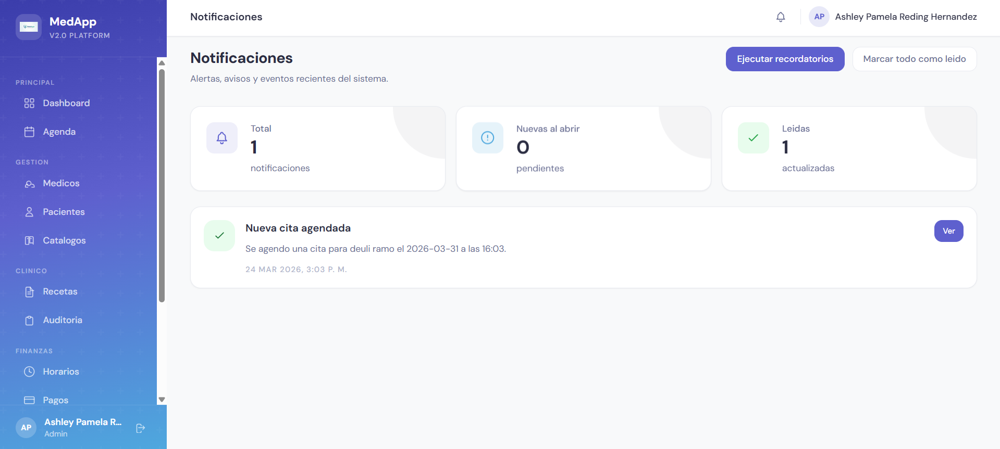 MedApp
V2.0 PLATFORM
PRINCIPAL
Dashboard
Agenda
GESTION
Medicos
Pacientes
Catalogos
CLINICO
Recetas
Auditoria
FINANZAS
Horarios
Pagos
AP
Ashley Pamela R...
Admin
Notificaciones
AP
Ashley Pamela Reding Hernandez
Notificaciones
Alertas, avisos y eventos recientes del sistema.
Ejecutar recordatorios
Marcar todo como leido
Total
1
notificaciones
Nuevas al abrir
0
pendientes
Leidas
1
actualizadas
Nueva cita agendada
Se agendo una cita para deuli ramo el 2026-03-31 a las 16:03.
24 MAR 2026, 3:03 P. M.
Ver